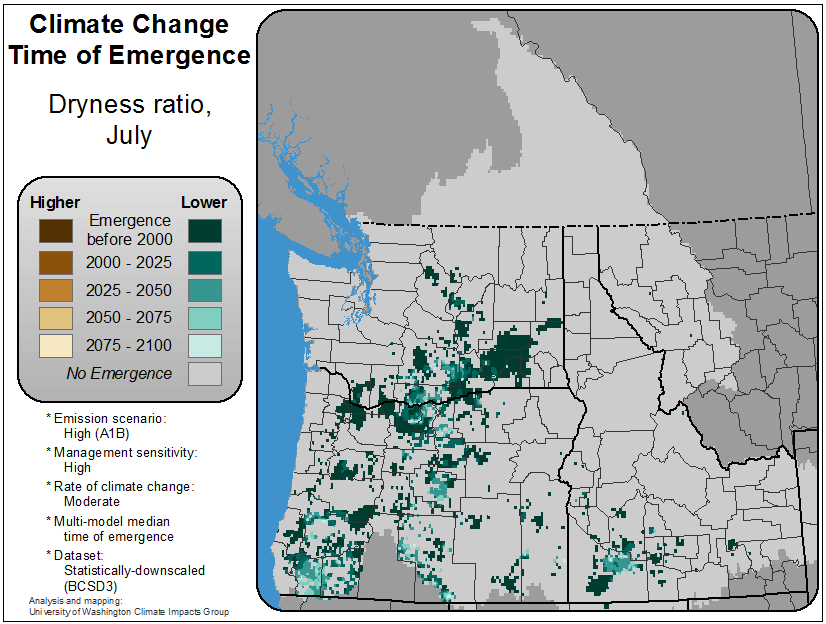 Climate Change
Time of Emergence
Dryness ratio,
July
Higher
Lower
Emergence
before 2000
2000 - 2025
2025 - 2050
2050 - 2075
2075 - 2100
No Emergence
* Emission scenario:
High (A1B)
* Management sensitivity:
High
* Rate of climate change:
Moderate
* Multi-model median
time of emergence
* Dataset:
Statistically-downscaled
(BCSD3)
Analysis and mapping:
University of Washington Climate Impacts Group